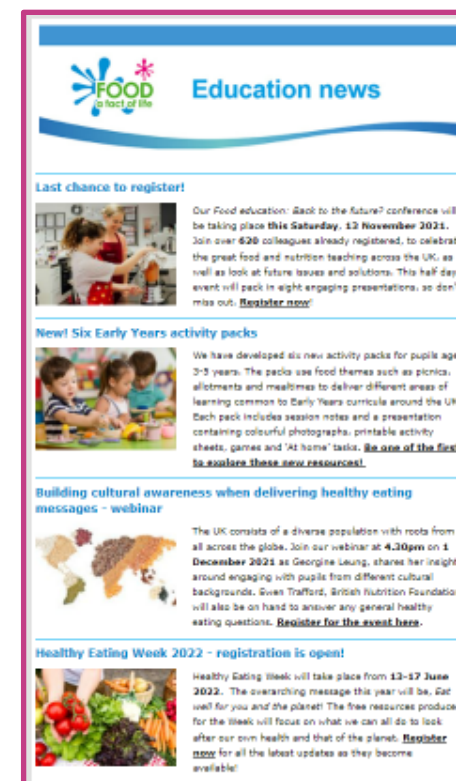 FOOD
a fact of life
Education news
Last chance to register!
Our Food education: Back to the future? conference will
be taking place this Saturday, 13 November 2021.
Join over 620 colleagues already registered, to celebrat
the great food and nutrition teaching across the UK, as
well as look at future issues and solutions. This half day
event will pack in eight engaging presentations, so don'
miss out. Register now!
New! Six Early Years activity packs
We have developed six new activity packs for pupils age
3-5 years. The packs use food themes such as picnics,
allotments and mealtimes to deliver different areas of
learning common to Early Years curricula around the UK
Each pack includes session notes and a presentation
containing colourful photographs, printable activity
sheets, games and 'At home' tasks. Be one of the first
to explore these new resources!
Building cultural awareness when delivering healthy eating
messages - webinar
The UK consists of a diverse population with roots from
all across the globe. Join our webinar at 4.30pm on 1
December 2021 as Georgine Leung, shares her insight
around engaging with pupils from different cultural
backgrounds. Ewen Trafford, British Nutrition Foundation
will also be on hand to answer any general healthy
eating questions. Register for the event here.
Healthy Eating Week 2022 - registration is open!
Healthy Eating Week will take place from 13-17 June
2022. The overarching message this year will be, Eat
well for you and the planet! The free resources produce
for the Week will focus on what we can all do to look
after our own health and that of the planet. Register
now for all the latest updates as they become
available!